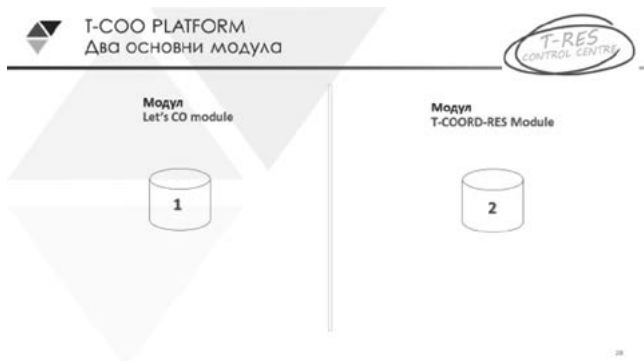 T-COO PLATFORM
Два основни модула
T-RES
CONTROL CENTRE
Модул
Let's CO module
Модул
T-COORD-RES Module
1
2